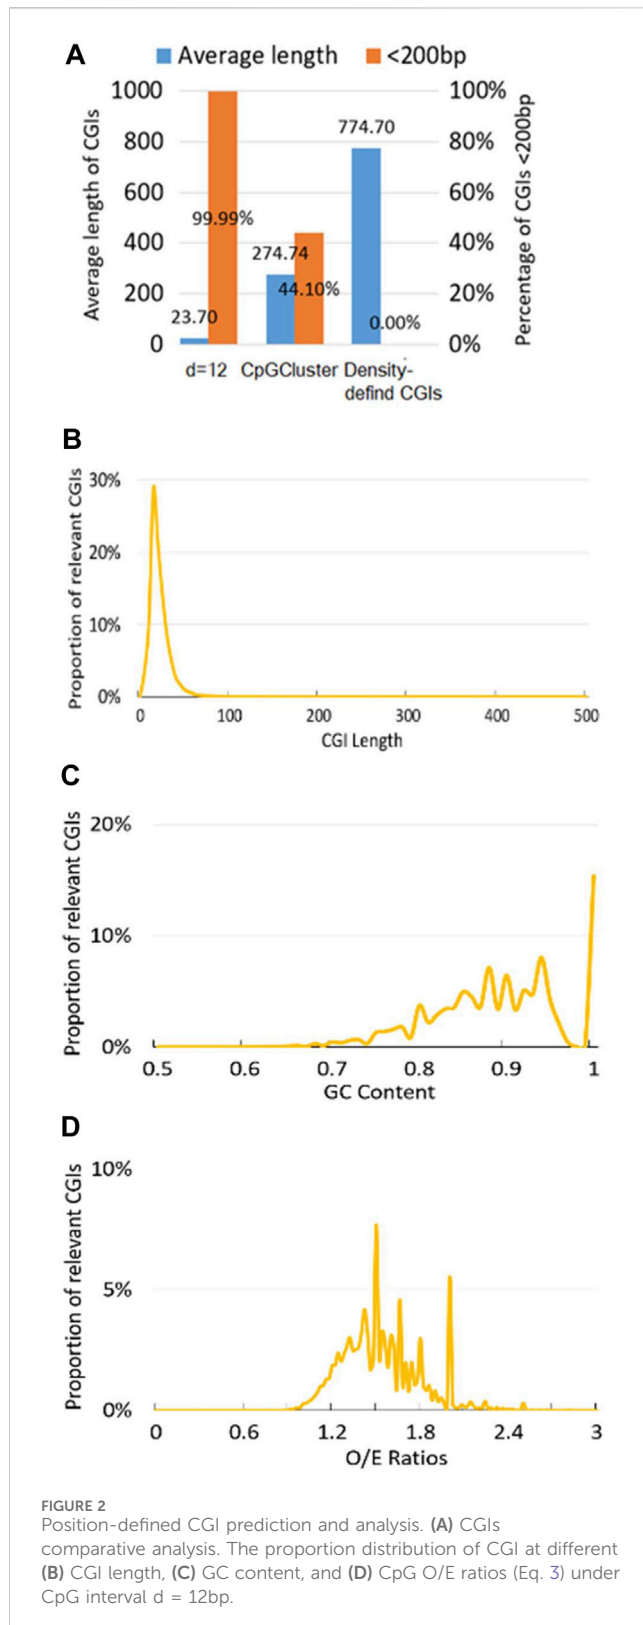 A
Average length <200bp
Average length of CGIs
1000
800
600
400
200
0
100%
80%
60%
40%
20%
0%
Percentage of CGIs <200bp
23.70
99.99%
274.74
44.10%
774.70
0.00%
d=12 CpGCluster Density-
defind CGIs
B
Proportion of relevant CGIs
30%
20%
10%
0%
0 100 200 300 400 500
CGI Length
C
Proportion of relevant CGIs
20%
10%
0%
0.5 0.6 0.7 0.8 0.9 1
GC Content
D
Proportion of relevant CGIs
10%
5%
0%
0 0.6 1.2 1.8 2.4 3
O/E Ratios
FIGURE 2
Position-defined CGI prediction and analysis. (A) CGIs
comparative analysis. The proportion distribution of CGI at different
(B) CGI length, (C) GC content, and (D) CpG O/E ratios (Eq. 3) under
CpG interval d = 12bp.